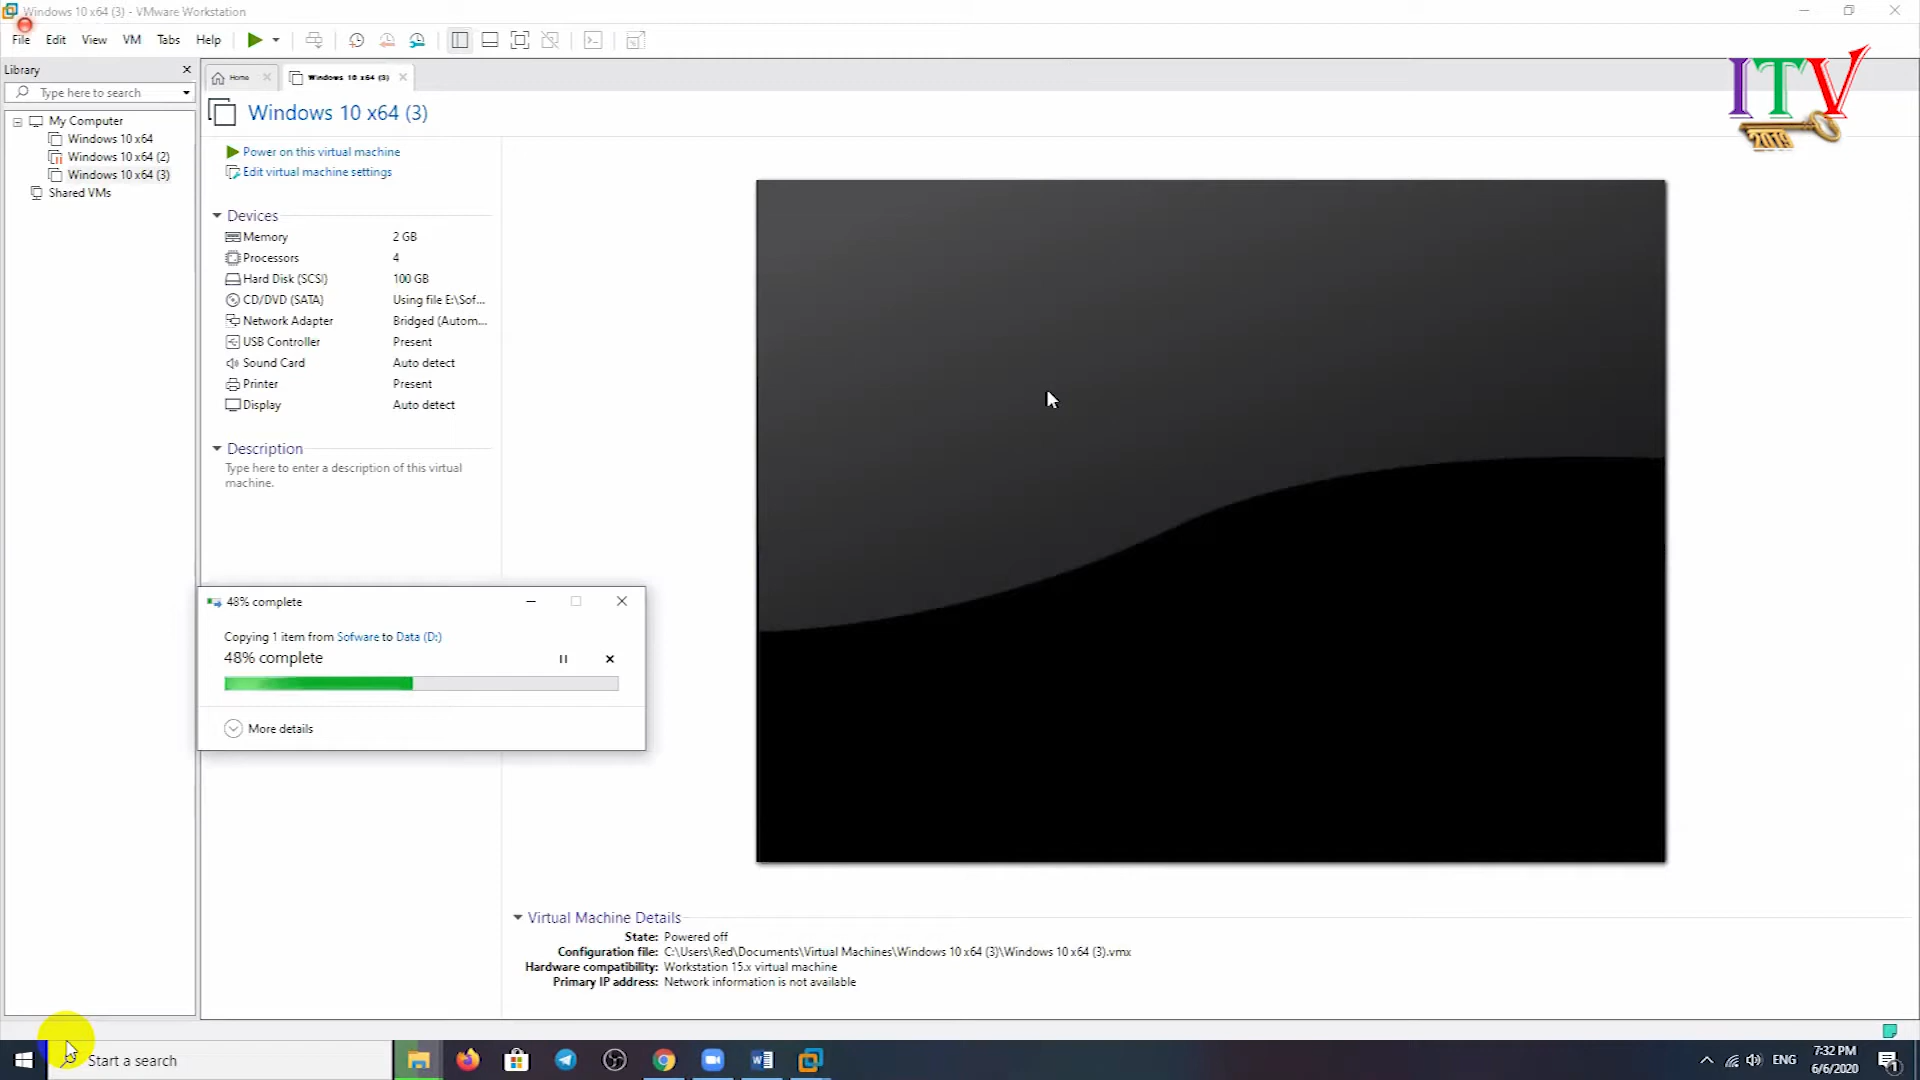 Windows 10 x64 (3) - VMware Workstation
File Edit View VM Tabs Help
Library
Home
Windows 10 x64 (3)
Type here to search
Windows 10 x64 (3)
ITV
2019
My Computer
Windows 10 x64
Windows 10 x64 (2)
Windows 10 x64 (3)
Shared VMs
Power on this virtual machine
Edit virtual machine settings
Devices
Memory 2 GB
Processors 4
Hard Disk (SCSI) 100 GB
CD/DVD (SATA) Using file E:\Sof...
Network Adapter Bridged (Autom...
USB Controller Present
Sound Card Auto detect
Printer Present
Display Auto detect
Description
Type here to enter a description of this virtual
machine.
48% complete
Copying 1 item from Sofware to Data (D:)
48% complete
More details
Virtual Machine Details
State: Powered off
Configuration file: C:\Users\Red\Documents\Virtual Machines\Windows 10 x64 (3)\Windows 10 x64 (3).vmx
Hardware compatibility: Workstation 15.x virtual machine
Primary IP address: Network information is not available
Start a search
ENG
7:32 PM
6/6/2020
1